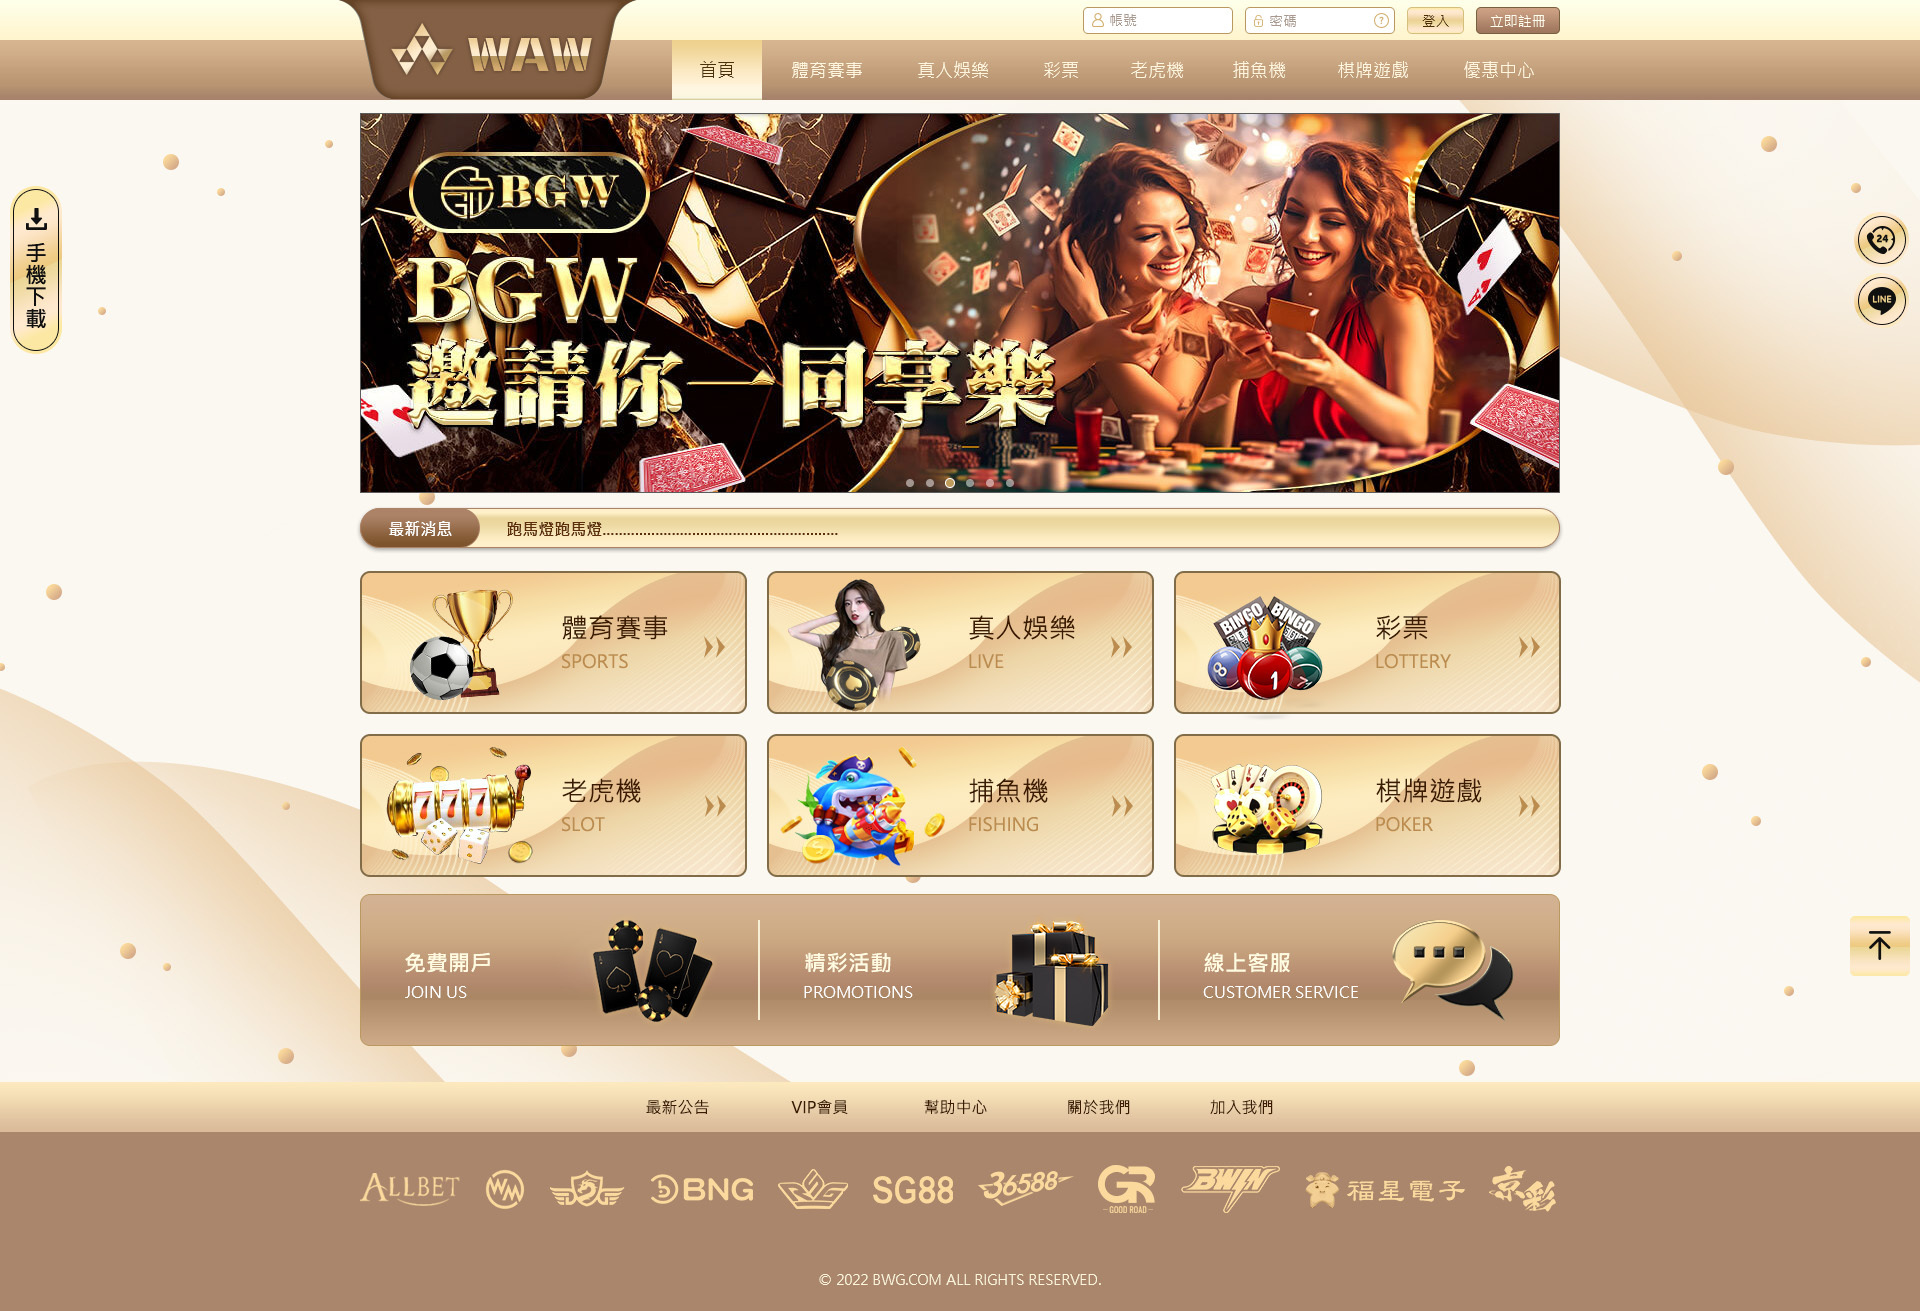 WAW
帳號
密碼
?
登入
立即註冊
首頁
體育賽事
真人娛樂
彩票
老虎機
捕魚機
棋牌遊戲
優惠中心
手機下載
24
LINE
BGW
BGW
邀請你一同享樂
最新消息
跑馬燈跑馬燈..........................................................
體育賽事
SPORTS
真人娛樂
LIVE
BINGO
BINGO
8
1
彩票
LOTTERY
777
老虎機
SLOT
捕魚機
FISHING
棋牌遊戲
POKER
免費開戶
JOIN US
精彩活動
PROMOTIONS
線上客服
CUSTOMER SERVICE
最新公告
VIP會員
幫助中心
關於我們
加入我們
ALLBET
WM
BNG
SG88
36588
GR
GOOD ROAD
BWIN
福星電子
京彩
© 2022 BWG.COM ALL RIGHTS RESERVED.